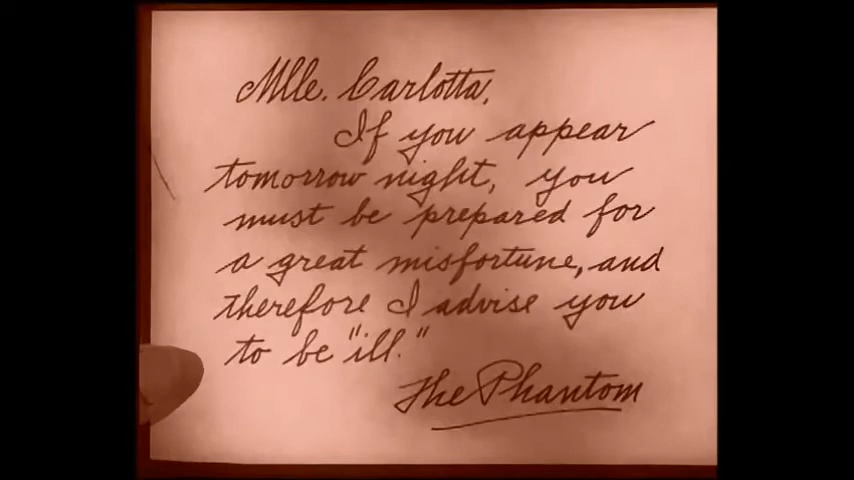 Mlle. Carlotta,
If you appear
tomorrow night, you
must be prepared for
a great misfortune, and
therefore I advise you
to be "ill."
The Phantom